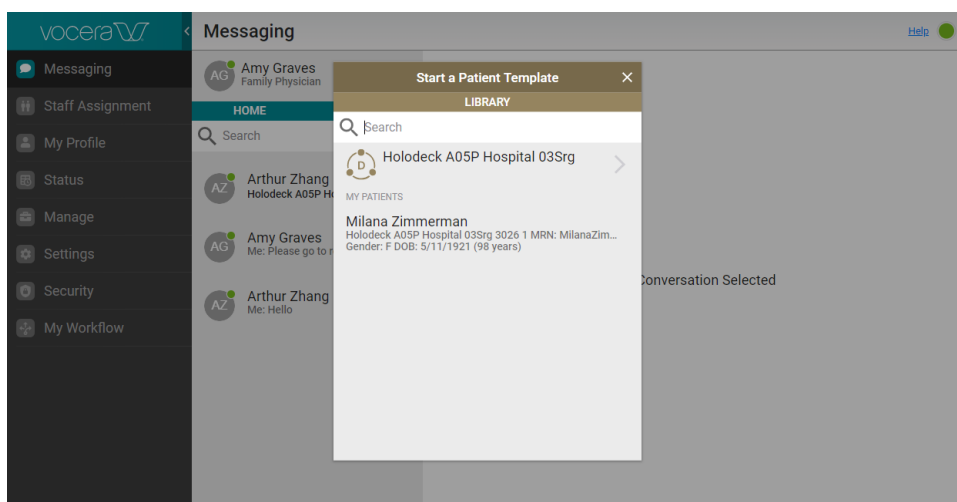 vocera
Messaging
Help
Messaging
Staff Assignment
My Profile
Status
Manage
Settings
Security
My Workflow
AG
Amy Graves
Family Physician
HOME
Search
AZ
Arthur Zhang
Holodeck A05P H
AG
Amy Graves
Me: Please go to r
AZ
Arthur Zhang
Me: Hello
Start a Patient Template
LIBRARY
Search
D
Holodeck A05P Hospital 03Srg
MY PATIENTS
Milana Zimmerman
Holodeck A05P Hospital 03Srg 3026 1 MRN: MilanaZim...
Gender: F DOB: 5/11/1921 (98 years)
Conversation Selected